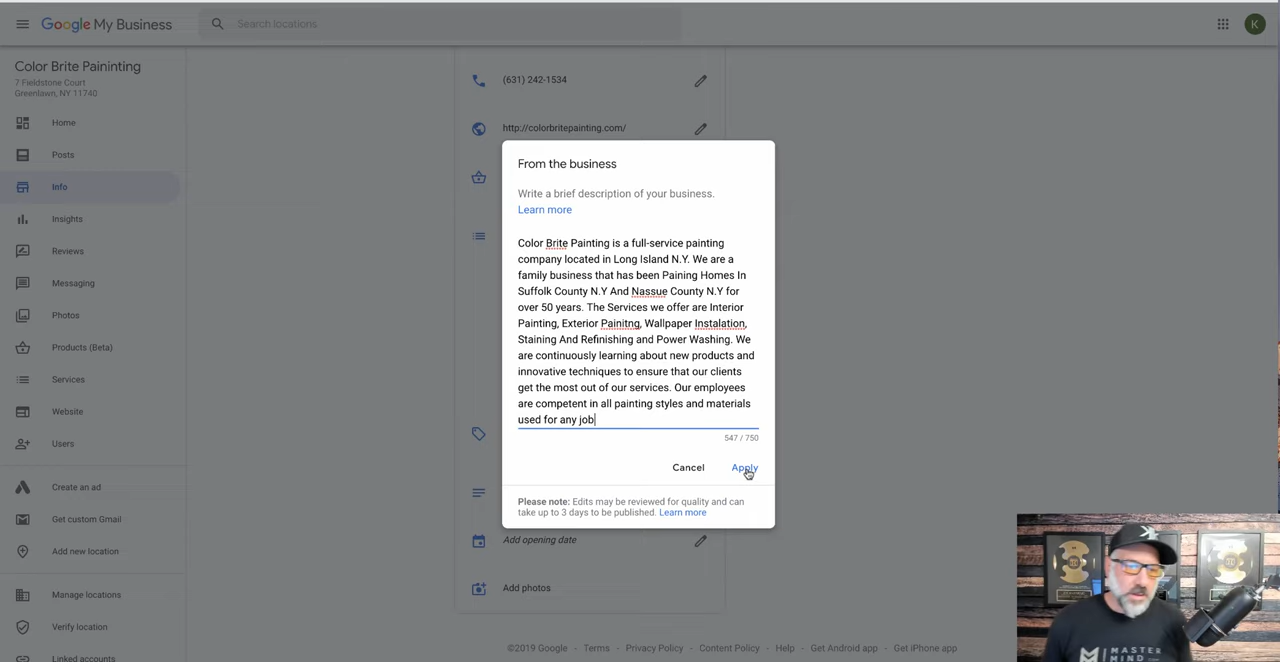 Google My Business
Search locations
K
Color Brite Painting
7 Fieldstone Court
Greenlawn, NY 11740
Home
Posts
Info
Insights
Reviews
Messaging
Photos
Products (Beta)
Services
Website
Users
Create an ad
Get custom Gmail
Add new location
Manage locations
Verify location
Linked accounts
(631) 242-1534
http://colorbritepainting.com/
From the business
Write a brief description of your business.
Learn more
Color Brite Painting is a full-service painting
company located in Long Island N.Y. We are a
family business that has been Paining Homes In
Suffolk County N.Y And Nassue County N.Y for
over 50 years. The Services we offer are Interior
Painting, Exterior Painitng, Wallpaper Instalation,
Staining And Refinishing and Power Washing. We
are continuously learning about new products and
innovative techniques to ensure that our clients
get the most out of our services. Our employees
are competent in all painting styles and materials
used for any job
547 / 750
Cancel
Apply
Please note: Edits may be reviewed for quality and can
take up to 3 days to be published. Learn more
Add opening date
Add photos
©2019 Google - Terms - Privacy Policy - Content Policy - Help - Get Android app - Get iPhone app
MASTER
MIND